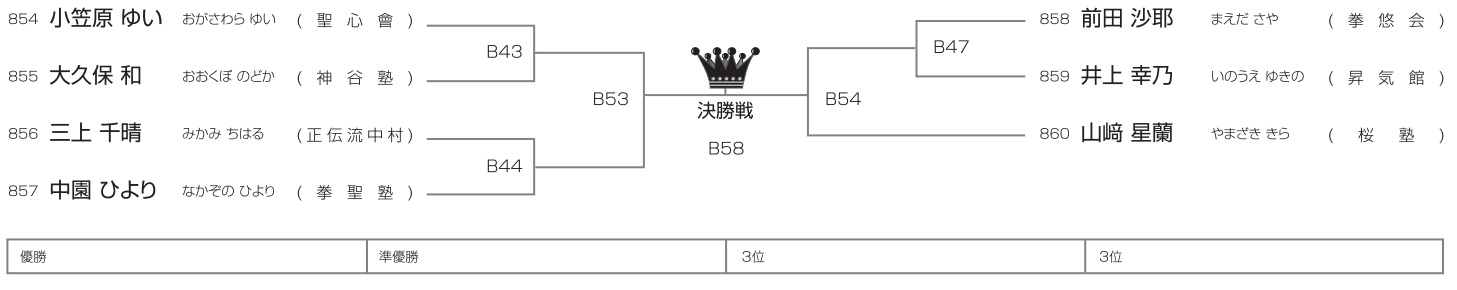 854 小笠原 ゆい おがさわら ゆい ( 聖 心 會 )
855 大久保 和 おおくぼ のどか ( 神 谷 塾 )
856 三上 千晴 みかみ ちはる ( 正 伝 流 中 村 )
857 中園 ひより なかぞの ひより ( 拳 聖 塾 )
B43
B44
B53
決勝戦
B58
B54
B47
858 前田 沙耶 まえだ さや ( 拳 悠 会 )
859 井上 幸乃 いのうえ ゆきの ( 昇 気 館 )
860 山﨑 星蘭 やまざき きら ( 桜 塾 )
優勝 準優勝 3位 3位